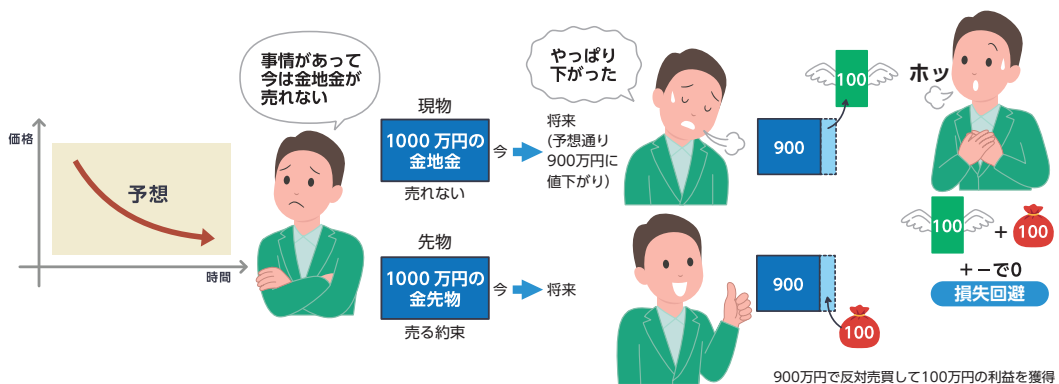 価格
予想
時間
事情があって
今は金地金が
売れない
現物
1000万円の
金地金
売れない
今
将来
(予想通り
900万円に
値下がり)
やっぱり
下がった
900
100
ホッ
先物
1000万円の
金先物
売る約束
今
将来
900
100
100
+
100
+−で0
損失回避
900万円で反対売買して100万円の利益を獲得